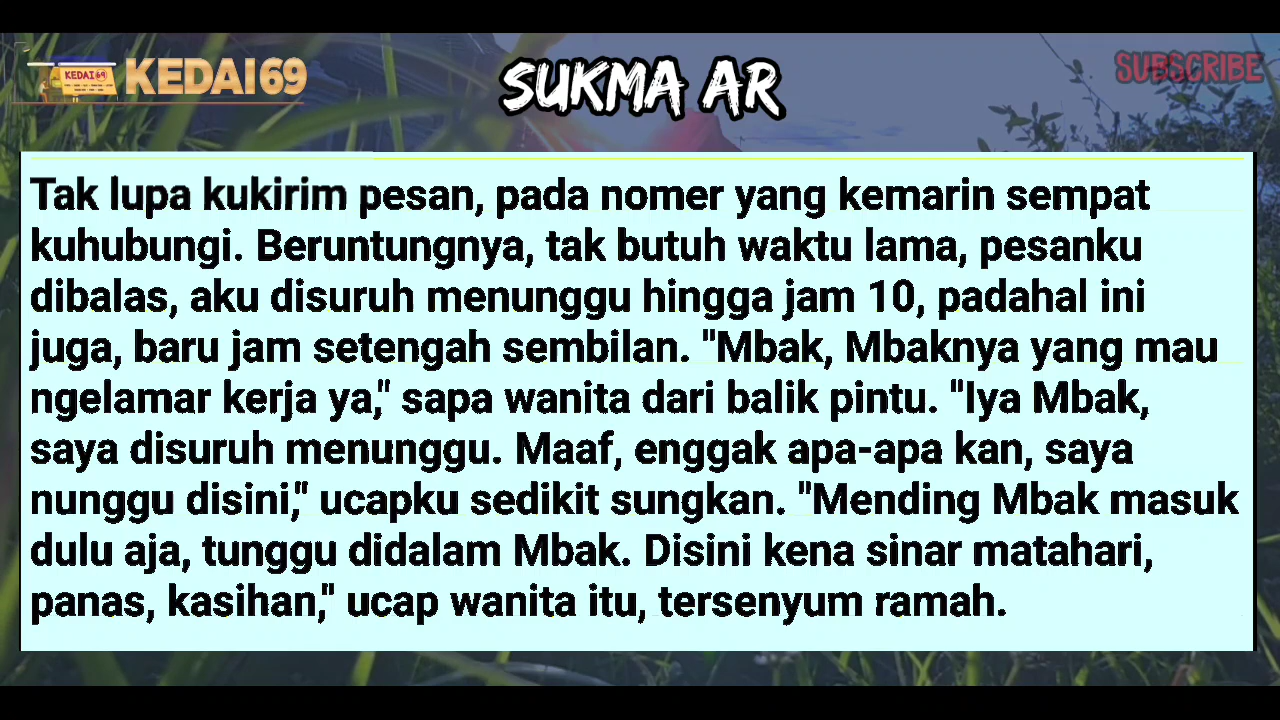 KEDAI 69
KEDAI69
SUKMA AR
SUBSCRIBE
Tak lupa kukirim pesan, pada nomer yang kemarin sempat
kuhubungi. Beruntungnya, tak butuh waktu lama, pesanku
dibalas, aku disuruh menunggu hingga jam 10, padahal ini
juga, baru jam setengah sembilan. "Mbak, Mbaknya yang mau
ngelamar kerja ya," sapa wanita dari balik pintu. "Iya Mbak,
saya disuruh menunggu. Maaf, enggak apa-apa kan, saya
nunggu disini," ucapku sedikit sungkan. "Mending Mbak masuk
dulu aja, tunggu didalam Mbak. Disini kena sinar matahari,
panas, kasihan," ucap wanita itu, tersenyum ramah.